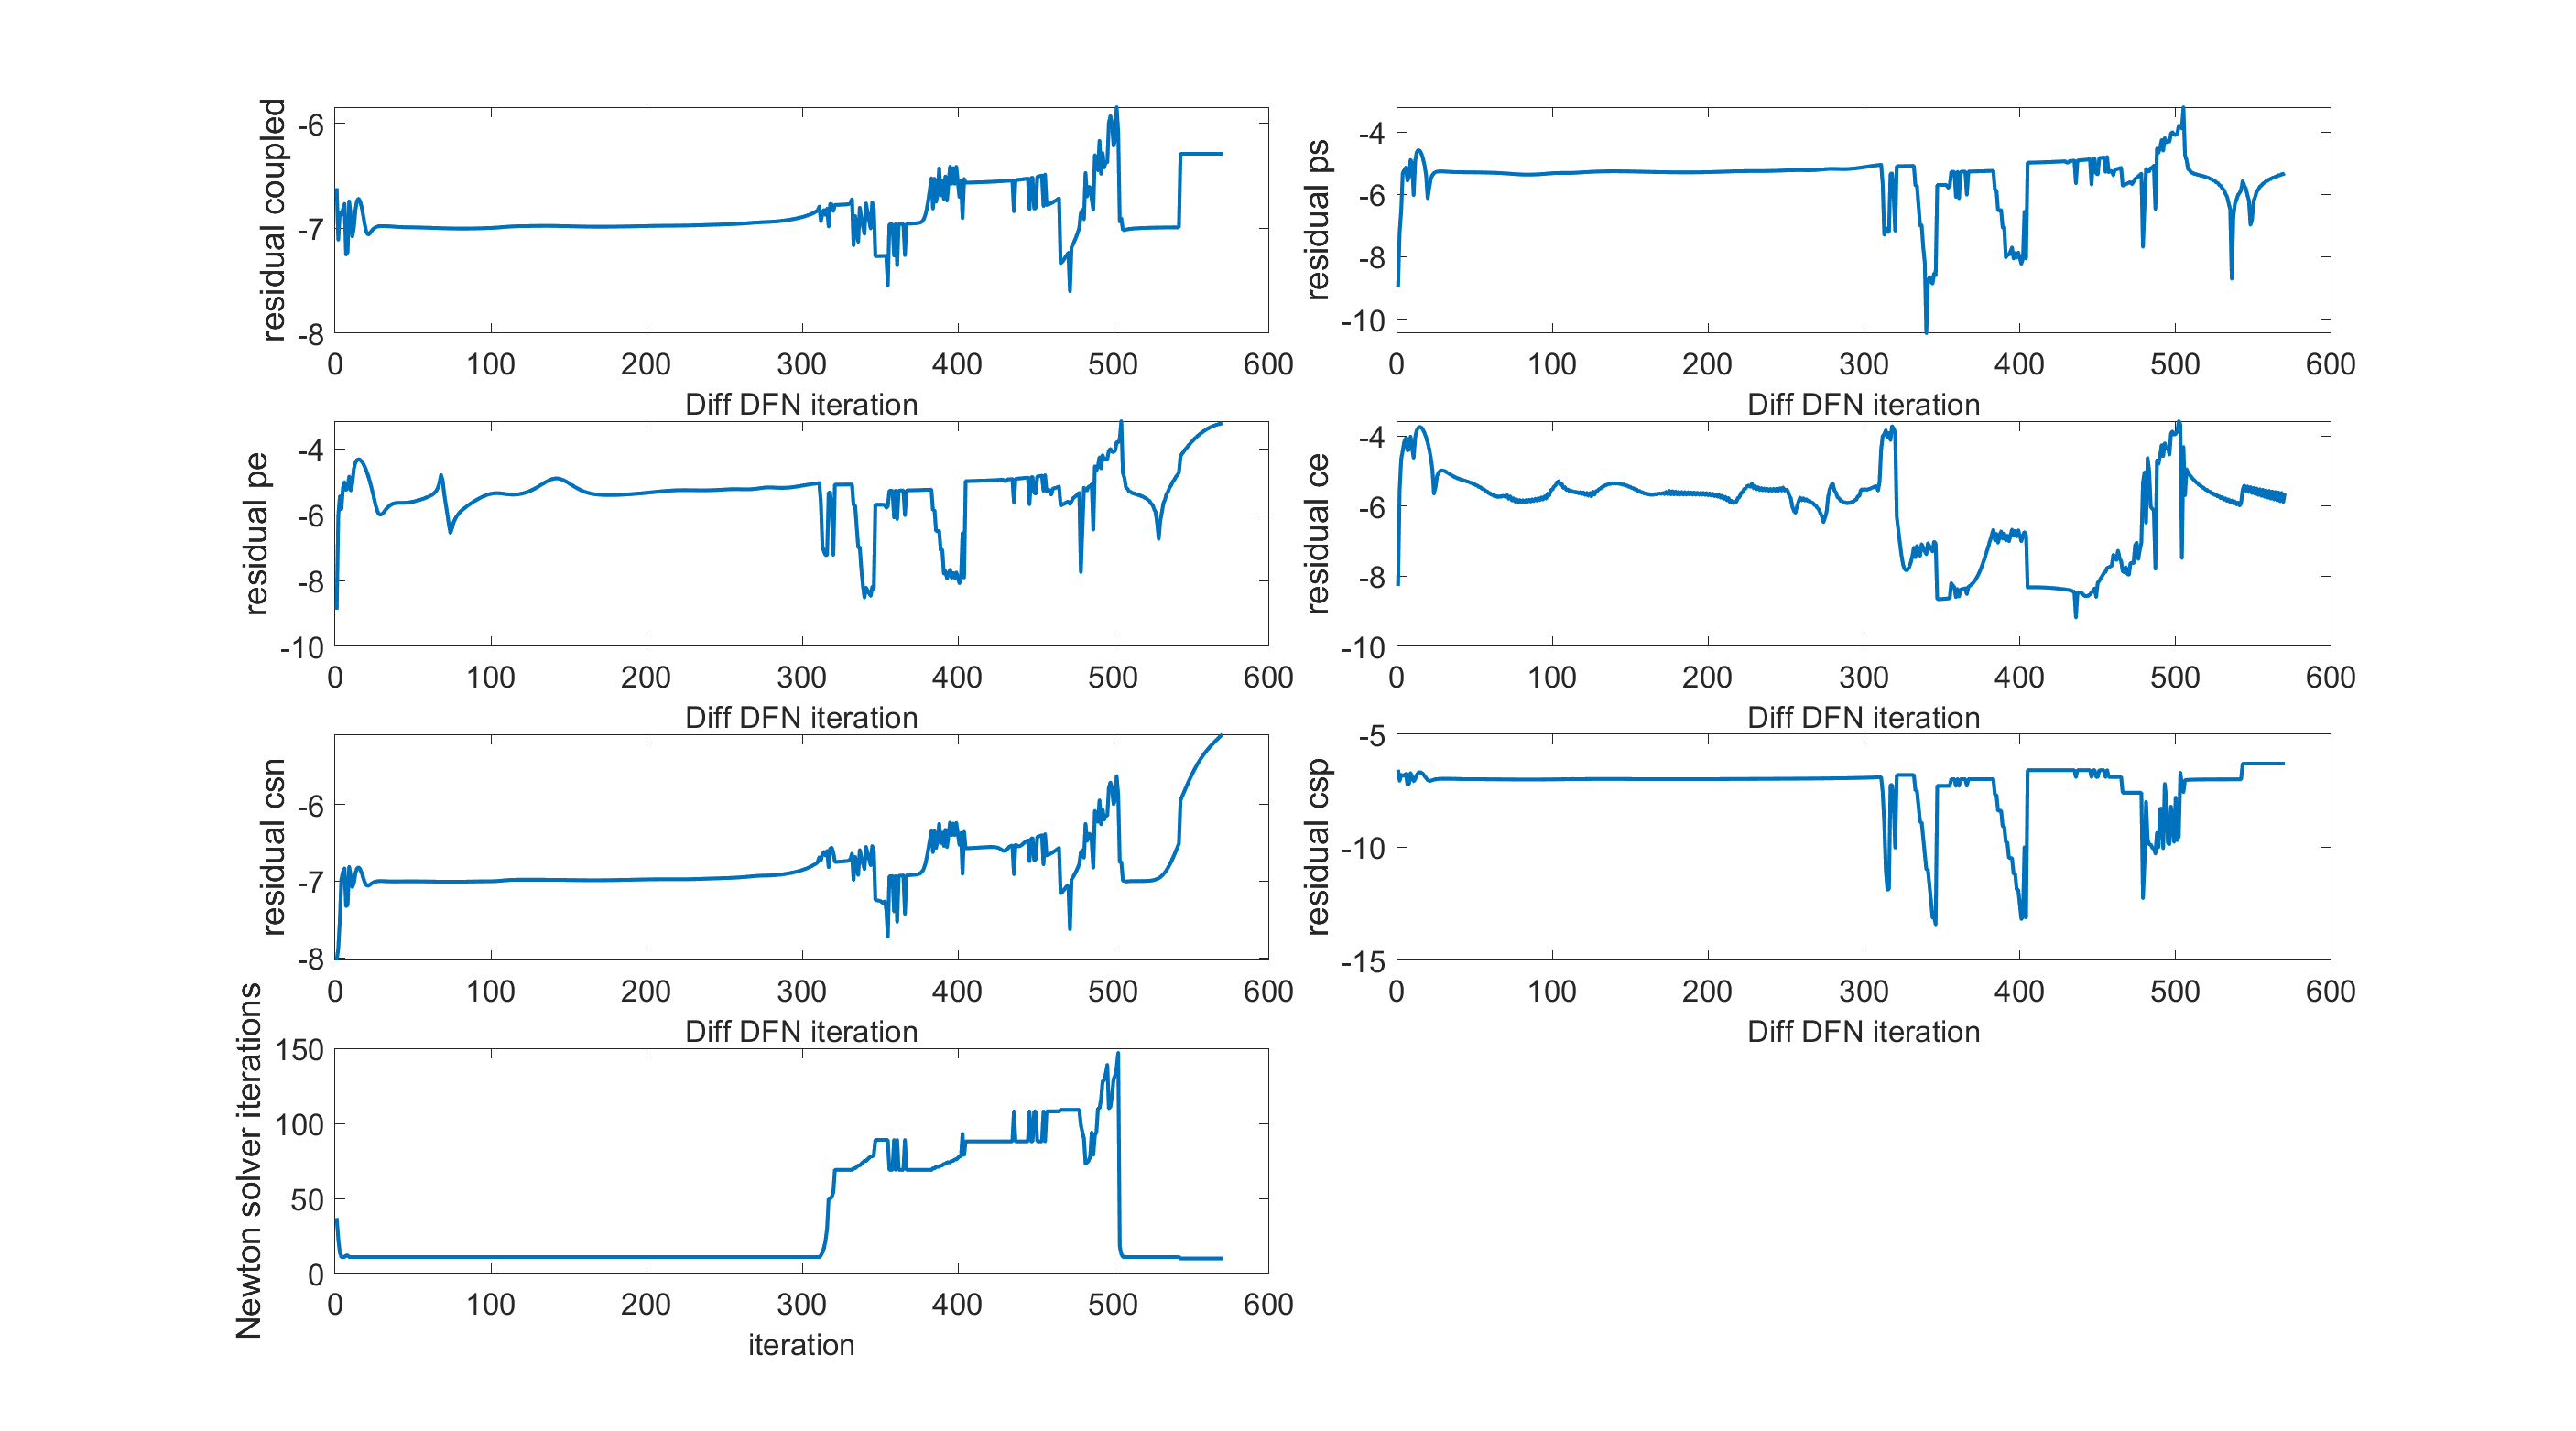 residual coupled
-6
-7
-8
0 100 200 300 400 500 600
Diff DFN iteration
residual ps
-4
-6
-8
-10
0 100 200 300 400 500 600
Diff DFN iteration
residual pe
-4
-6
-8
-10
0 100 200 300 400 500 600
Diff DFN iteration
residual ce
-4
-6
-8
-10
0 100 200 300 400 500 600
Diff DFN iteration
residual csn
-6
-7
-8
0 100 200 300 400 500 600
Diff DFN iteration
residual csp
-5
-10
-15
0 100 200 300 400 500 600
Diff DFN iteration
Newton solver iterations
150
100
50
0
0 100 200 300 400 500 600
iteration